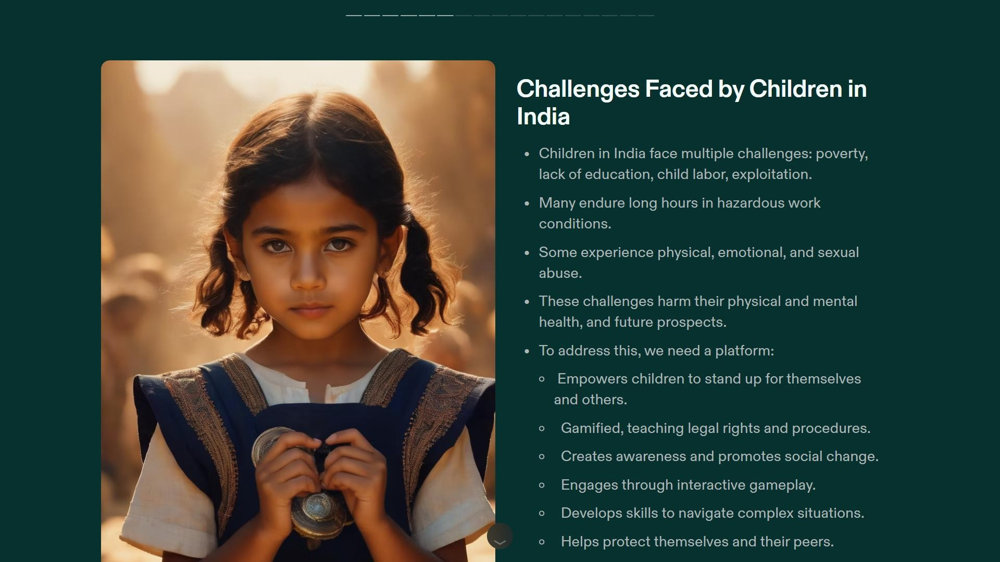 Challenges Faced by Children in
India
• Children in India face multiple challenges: poverty,
lack of education, child labor, exploitation.
• Many endure long hours in hazardous work
conditions.
• Some experience physical, emotional, and sexual
abuse.
• These challenges harm their physical and mental
health, and future prospects.
• To address this, we need a platform:
◦ Empowers children to stand up for themselves
and others.
◦ Gamified, teaching legal rights and procedures.
◦ Creates awareness and promotes social change.
◦ Engages through interactive gameplay.
◦ Develops skills to navigate complex situations.
◦ Helps protect themselves and their peers.